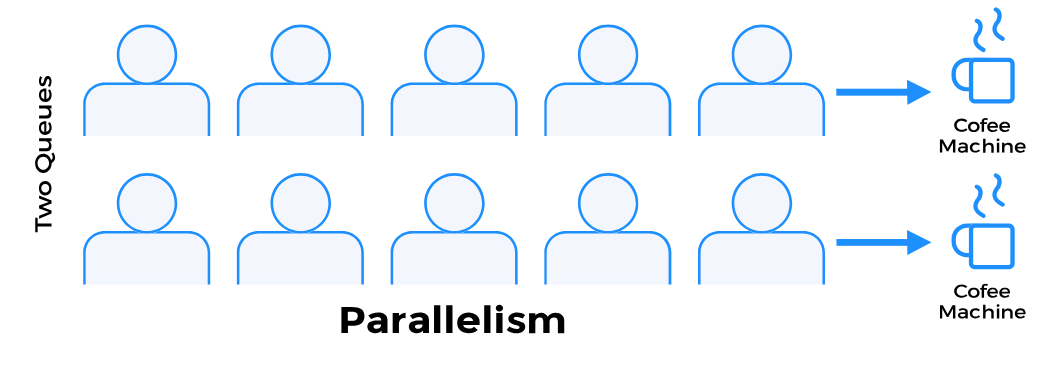 Two Queues
Cofee
Machine
Cofee
Machine
Parallelism